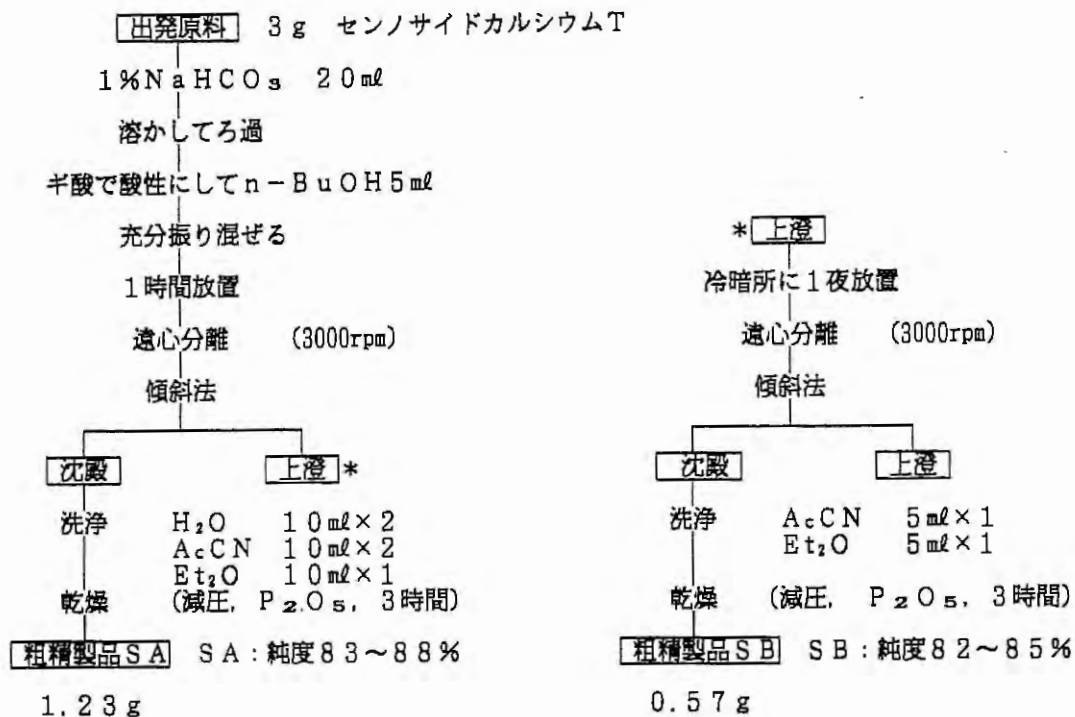 出発原料 3g センノサイドカルシウムT
1%NaHCO₃ 20ml
溶かしてろ過
ギ酸で酸性にしてn-BuOH5ml
充分振り混ぜる
1時間放置
遠心分離 (3000rpm)
傾斜法
沈殿 上澄*
洗浄 H₂O 10ml×2
AcCN 10ml×2
Et₂O 10ml×1
乾燥 (減圧, P₂O₅, 3時間)
粗精製品SA SA:純度83~88%
1.23g
*上澄
冷暗所に1夜放置
遠心分離 (3000rpm)
傾斜法
沈殿 上澄
洗浄 AcCN 5ml×1
Et₂O 5ml×1
乾燥 (減圧, P₂O₅, 3時間)
粗精製品SB SB:純度82~85%
0.57g